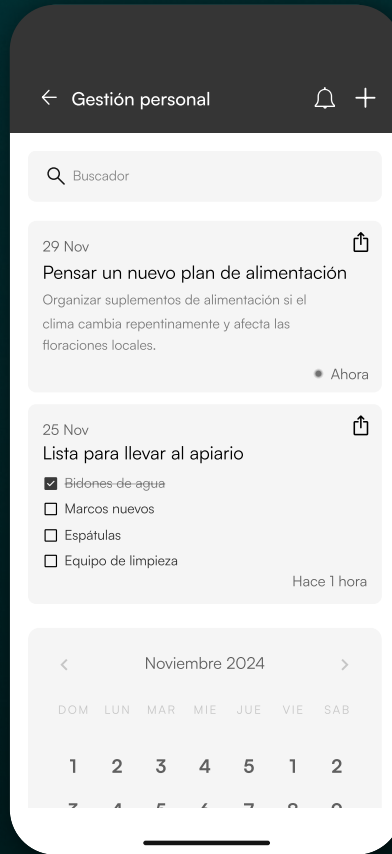 Gestión personal
Buscador
29 Nov
Pensar un nuevo plan de alimentación
Organizar suplementos de alimentación si el
clima cambia repentinamente y afecta las
floraciones locales.
Ahora
25 Nov
Lista para llevar al apiario
Bidones de agua
Marcos nuevos
Espátulas
Equipo de limpieza
Hace 1 hora
Noviembre 2024
DOM LUN MAR MIE JUE VIE SAB
1 2 3 4 5 1 2